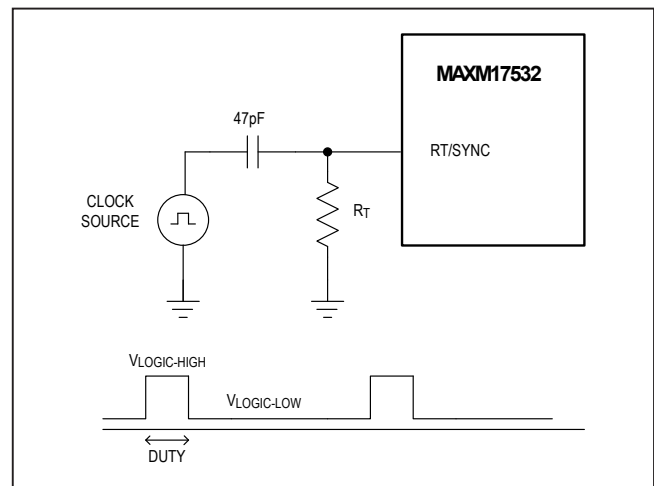 MAXM17532
47pF
RT/SYNC
CLOCK
SOURCE
RT
VLOGIC-HIGH
VLOGIC-LOW
DUTY